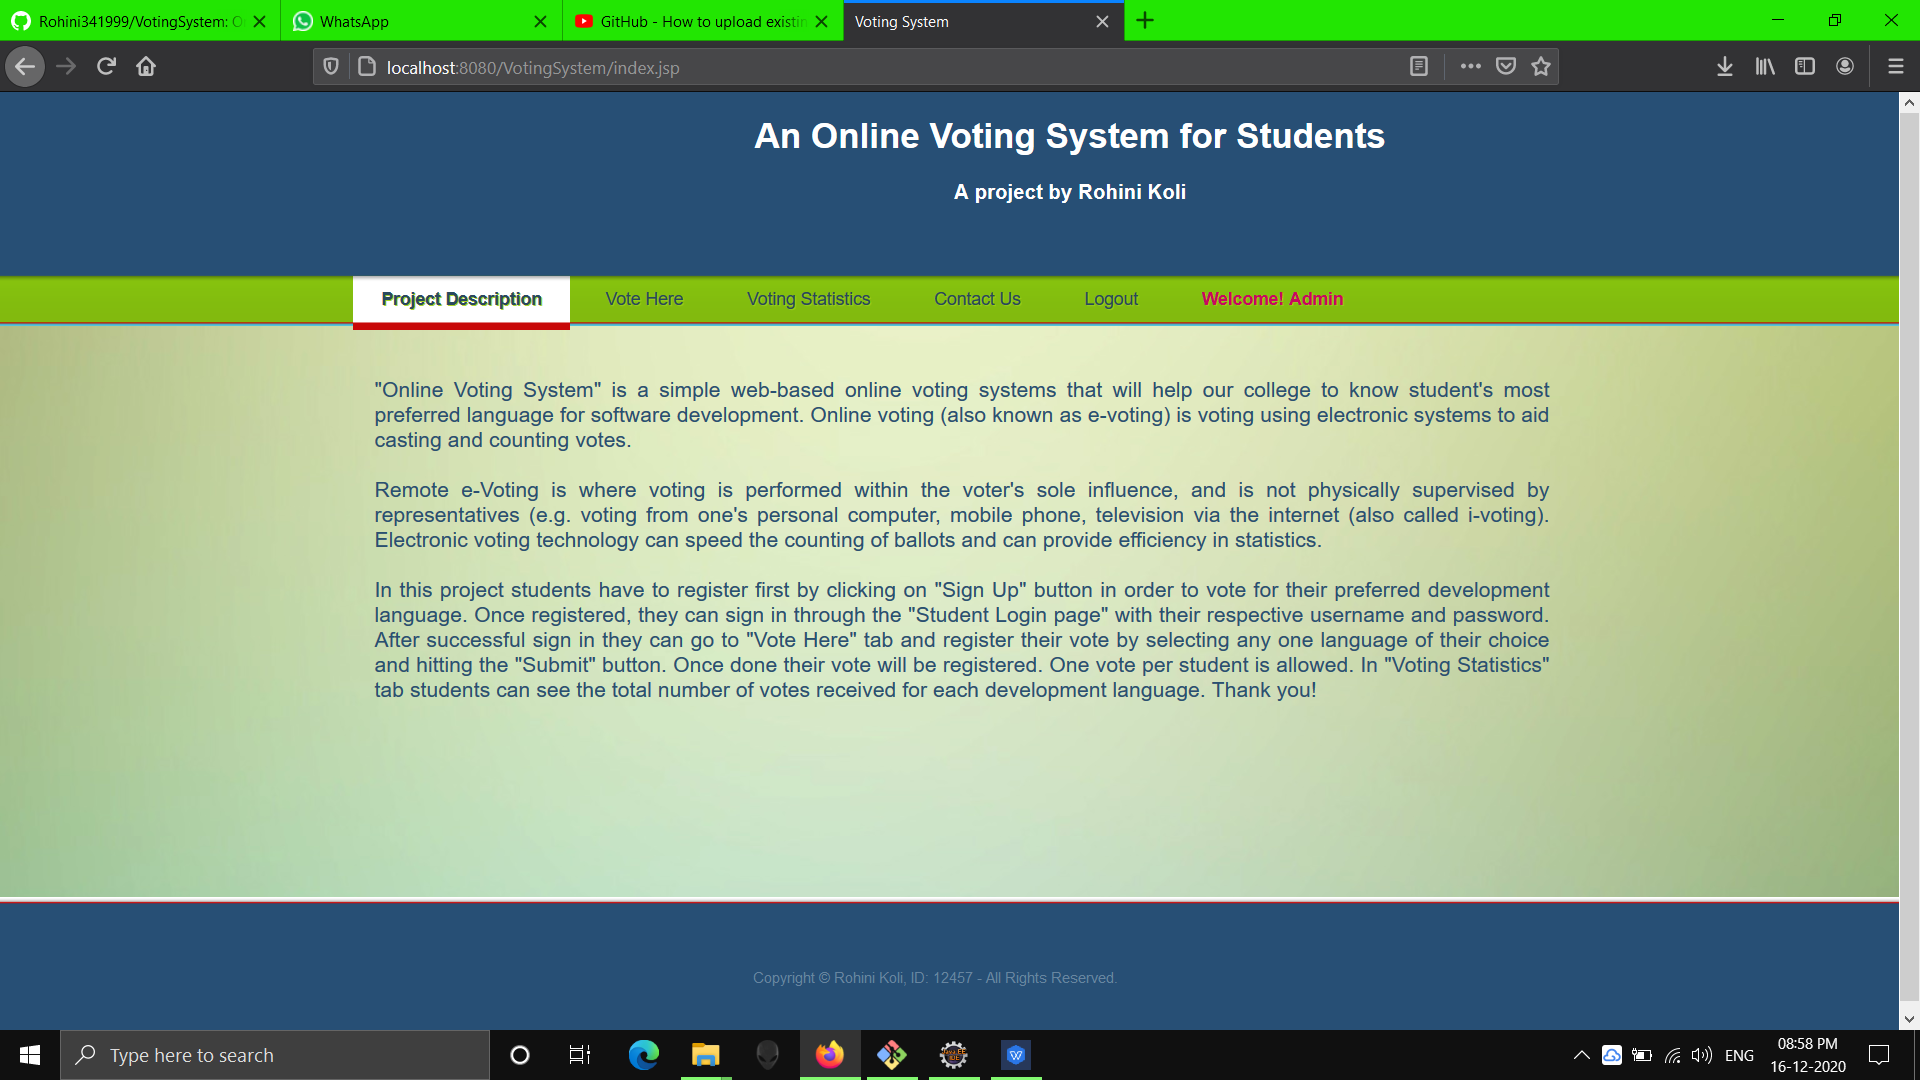 Rohini341999/VotingSystem: O
WhatsApp
GitHub - How to upload existin
Voting System
localhost:8080/VotingSystem/index.jsp
An Online Voting System for Students
A project by Rohini Koli
Project Description
Vote Here
Voting Statistics
Contact Us
Logout
Welcome! Admin
"Online Voting System" is a simple web-based online voting systems that will help our college to know student's most
preferred language for software development. Online voting (also known as e-voting) is voting using electronic systems to aid
casting and counting votes.
Remote e-Voting is where voting is performed within the voter's sole influence, and is not physically supervised by
representatives (e.g. voting from one's personal computer, mobile phone, television via the internet (also called i-voting).
Electronic voting technology can speed the counting of ballots and can provide efficiency in statistics.
In this project students have to register first by clicking on "Sign Up" button in order to vote for their preferred development
language. Once registered, they can sign in through the "Student Login page" with their respective username and password.
After successful sign in they can go to "Vote Here" tab and register their vote by selecting any one language of their choice
and hitting the "Submit" button. Once done their vote will be registered. One vote per student is allowed. In "Voting Statistics"
tab students can see the total number of votes received for each development language. Thank you!
Copyright © Rohini Koli, ID: 12457 - All Rights Reserved.
Type here to search
ENG
08:58 PM
16-12-2020